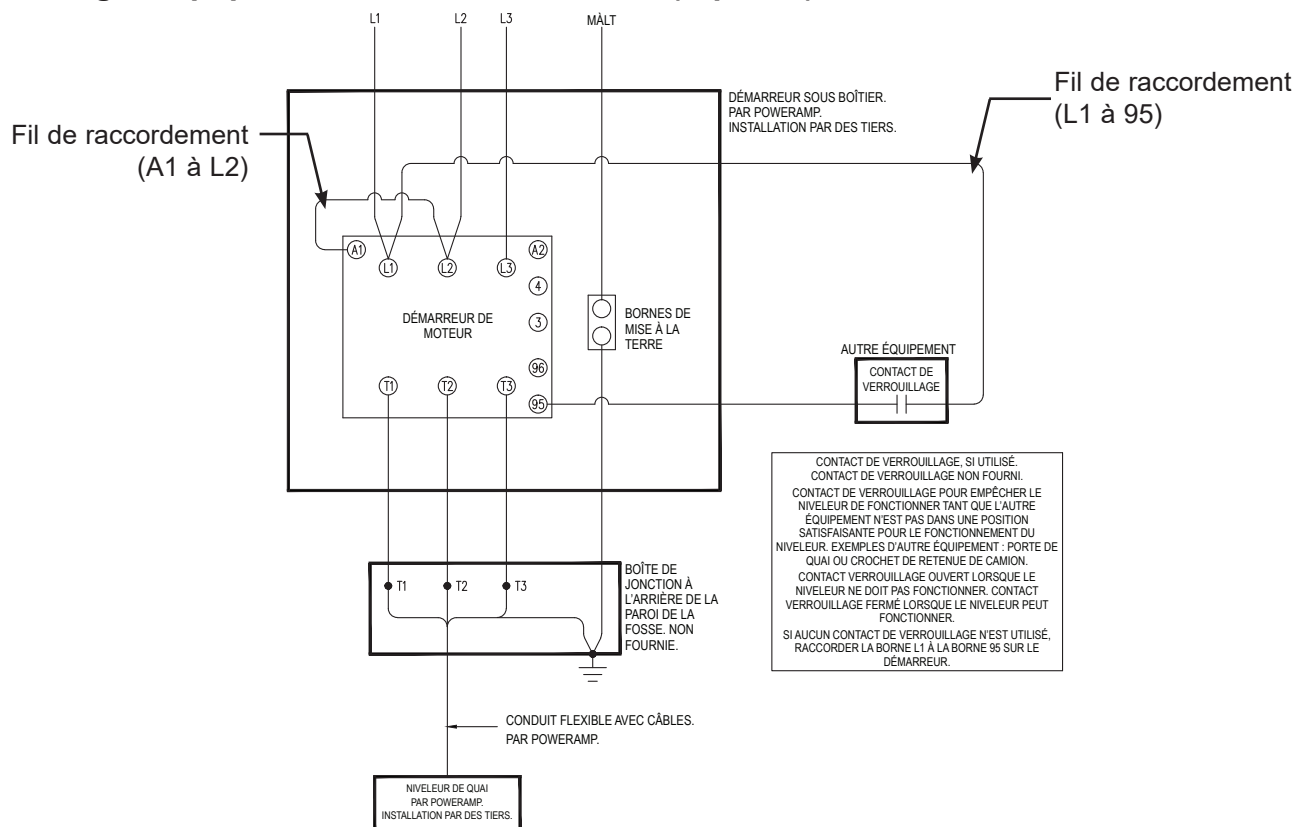 L1
L2
L3
MÀLT
DÉMARREUR SOUS BOÎTIER.
PAR POWERAMP.
INSTALLATION PAR DES TIERS.
Fil de raccordement
(L1 à 95)
Fil de raccordement
(A1 à L2)
A1
A2
L1
L2
L3
4
3
DÉMARREUR DE
MOTEUR
BORNES DE
MISE À LA
TERRE
96
T1
T2
T3
95
AUTRE ÉQUIPEMENT
CONTACT DE
VERROUILLAGE
CONTACT DE VERROUILLAGE, SI UTILISÉ.
CONTACT DE VERROUILLAGE NON FOURNI.
CONTACT DE VERROUILLAGE POUR EMPÊCHER LE
NIVELEUR DE FONCTIONNER TANT QUE L'AUTRE
ÉQUIPEMENT N'EST PAS DANS UNE POSITION
SATISFAISANTE POUR LE FONCTIONNEMENT DU
NIVELEUR. EXEMPLES D'AUTRE ÉQUIPEMENT : PORTE DE
QUAI OU CROCHET DE RETENUE DE CAMION.
CONTACT VERROUILLAGE OUVERT LORSQUE LE
NIVELEUR NE DOIT PAS FONCTIONNER. CONTACT
VERROUILLAGE FERMÉ LORSQUE LE NIVELEUR PEUT
FONCTIONNER.
SI AUCUN CONTACT DE VERROUILLAGE N'EST UTILISÉ,
RACCORDER LA BORNE L1 À LA BORNE 95 SUR LE
DÉMARREUR.
T1
T2
T3
BOÎTE DE
JONCTION À
L'ARRIÈRE DE LA
PAROI DE LA
FOSSE. NON
FOURNIE.
CONDUIT FLEXIBLE AVEC CÂBLES.
PAR POWERAMP.
NIVELEUR DE QUAI
PAR POWERAMP.
INSTALLATION PAR DES TIERS.